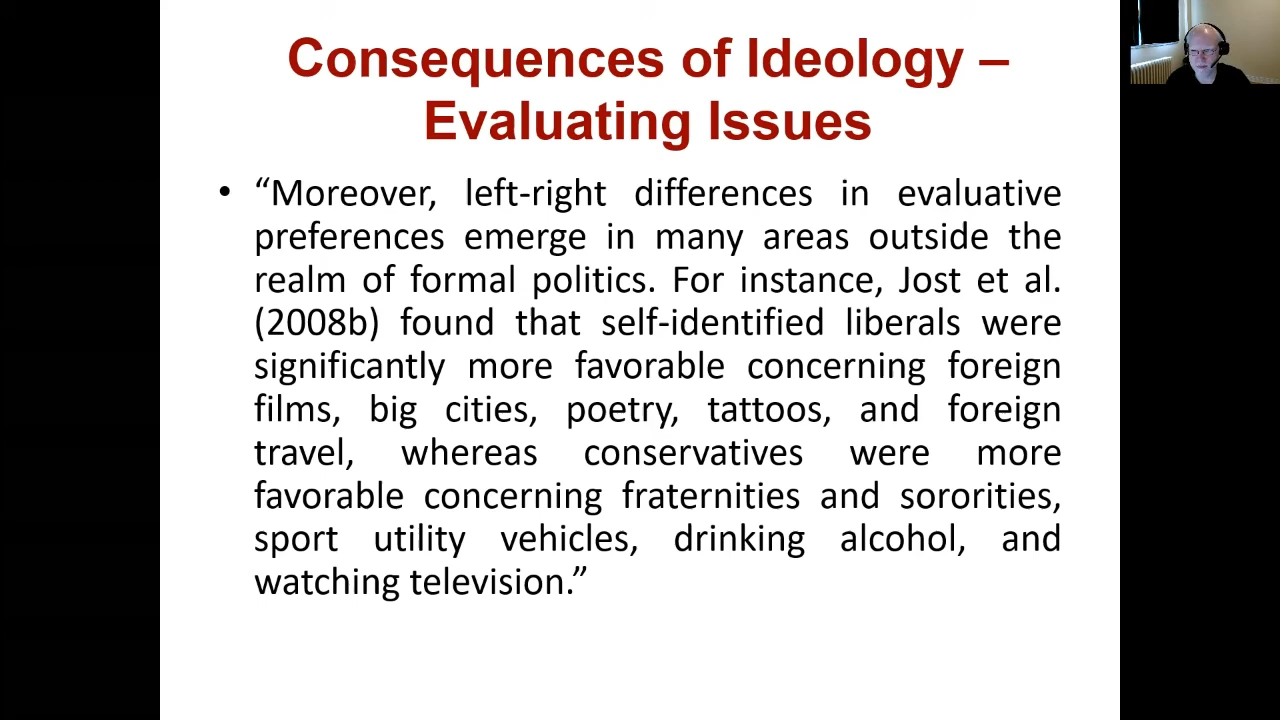 Consequences of Ideology –
Evaluating Issues
• “Moreover, left-right differences in evaluative
preferences emerge in many areas outside the
realm of formal politics. For instance, Jost et al.
(2008b) found that self-identified liberals were
significantly more favorable concerning foreign
films, big cities, poetry, tattoos, and foreign
travel, whereas conservatives were more
favorable concerning fraternities and sororities,
sport utility vehicles, drinking alcohol, and
watching television.”